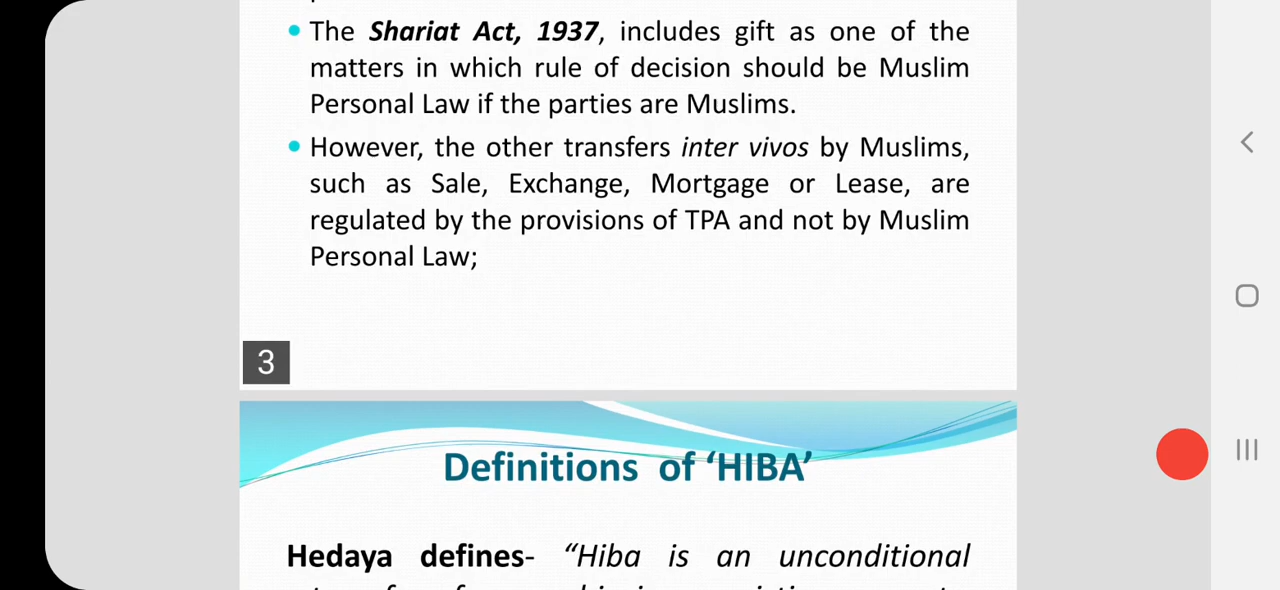 The Shariat Act, 1937, includes gift as one of the
matters in which rule of decision should be Muslim
Personal Law if the parties are Muslims.
However, the other transfers inter vivos by Muslims,
such as Sale, Exchange, Mortgage or Lease, are
regulated by the provisions of TPA and not by Muslim
Personal Law;
3
Definitions of ‘HIBA’
Hedaya defines- “Hiba is an unconditional